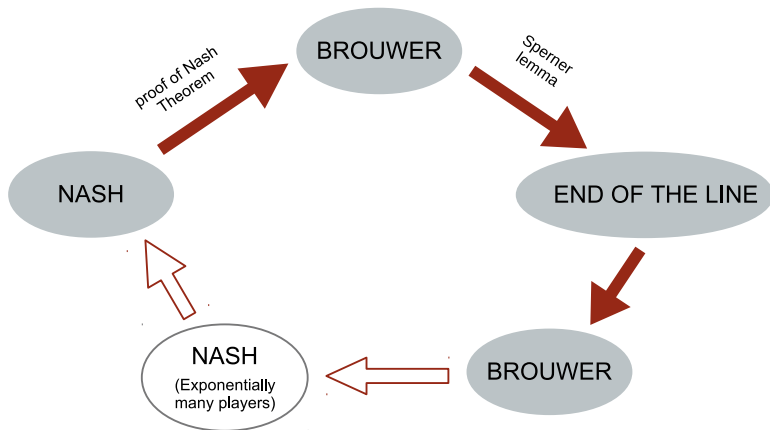 BROUWER
proof of Nash
Theorem
Sperner
lemma
NASH
END OF THE LINE
NASH
(Exponentially
many players)
BROUWER